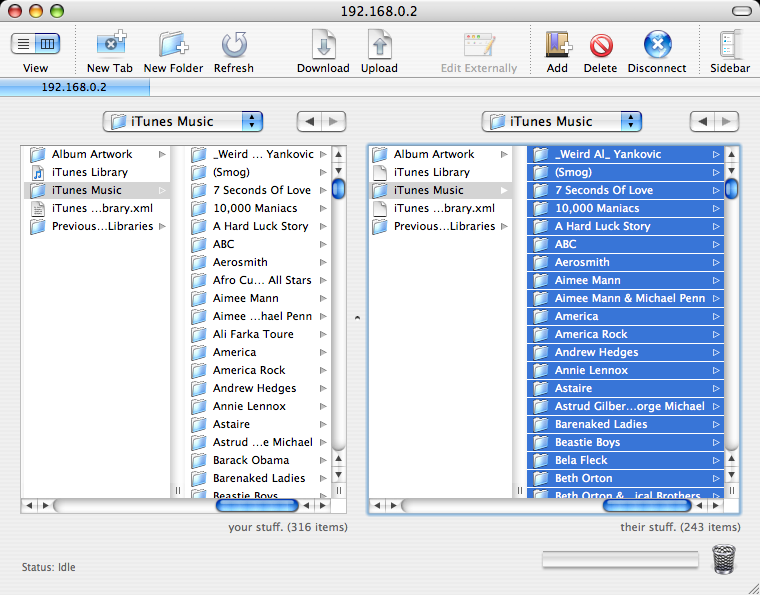 192.168.0.2
View
New Tab
New Folder
Refresh
Download
Upload
Edit Externally
Add
Delete
Disconnect
Sidebar
192.168.0.2
iTunes Music
iTunes Music
Album Artwork
iTunes Library
iTunes Music
iTunes ...brary.xml
Previous...Libraries
_Weird ... Yankovic
(Smog)
7 Seconds Of Love
10,000 Maniacs
A Hard Luck Story
ABC
Aerosmith
Afro Cu... All Stars
Aimee Mann
Aimee ...hael Penn
Ali Farka Toure
America
America Rock
Andrew Hedges
Annie Lennox
Astaire
Astrud ...e Michael
Barack Obama
Barenaked Ladies
Beastie Boys
Album Artwork
iTunes Library
iTunes Music
iTunes ...brary.xml
Previous...Libraries
_Weird Al_ Yankovic
(Smog)
7 Seconds Of Love
10,000 Maniacs
A Hard Luck Story
ABC
Aerosmith
Aimee Mann
Aimee Mann & Michael Penn
America
America Rock
Andrew Hedges
Annie Lennox
Astaire
Astrud Gilber...orge Michael
Barenaked Ladies
Beastie Boys
Bela Fleck
Beth Orton
Beth Orton &...ical Brothers
your stuff. (316 items)
their stuff. (243 items)
Status: Idle